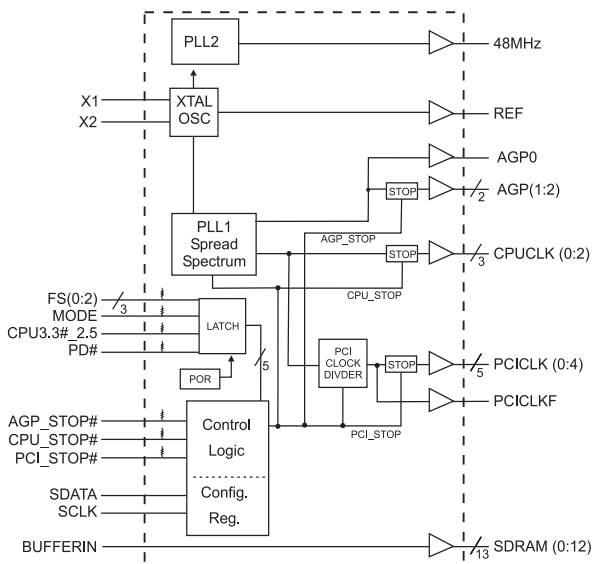 PLL2
48MHz
X1
X2
XTAL
OSC
REF
AGP0
STOP
AGP(1:2)
2
PLL1
Spread
Spectrum
AGP_STOP
STOP
CPUCLK (0:2)
3
CPU_STOP
FS(0:2)
3
MODE
CPU3.3#_2.5
PD#
LATCH
POR
5
PCI
CLOCK
DIVDER
STOP
PCICLK (0:4)
5
PCICLKF
PCI_STOP
AGP_STOP#
CPU_STOP#
PCI_STOP#
Control
Logic
SDATA
SCLK
Config.
Reg.
BUFFERIN
SDRAM (0:12)
13